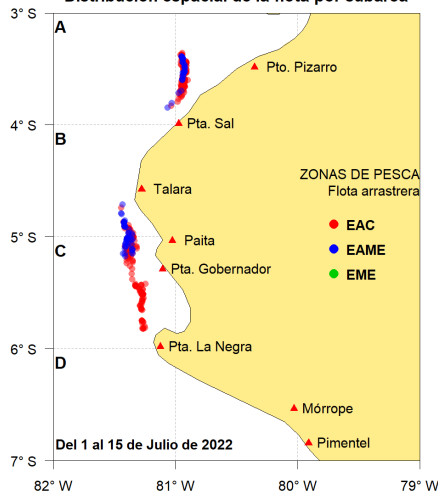 Distribución espacial de la flota por subárea
3° S
A
Pto. Pizarro
4° S
Pta. Sal
B
ZONAS DE PESCA
Talara
Flota arrastrera
EAC
5° S
Paita
C
EAME
Pta. Gobernador
EME
6° S
Pta. La Negra
D
Mórrope
Del 1 al 15 de Julio de 2022
Pimentel
7° S
82° W
81° W
80° W
79° W